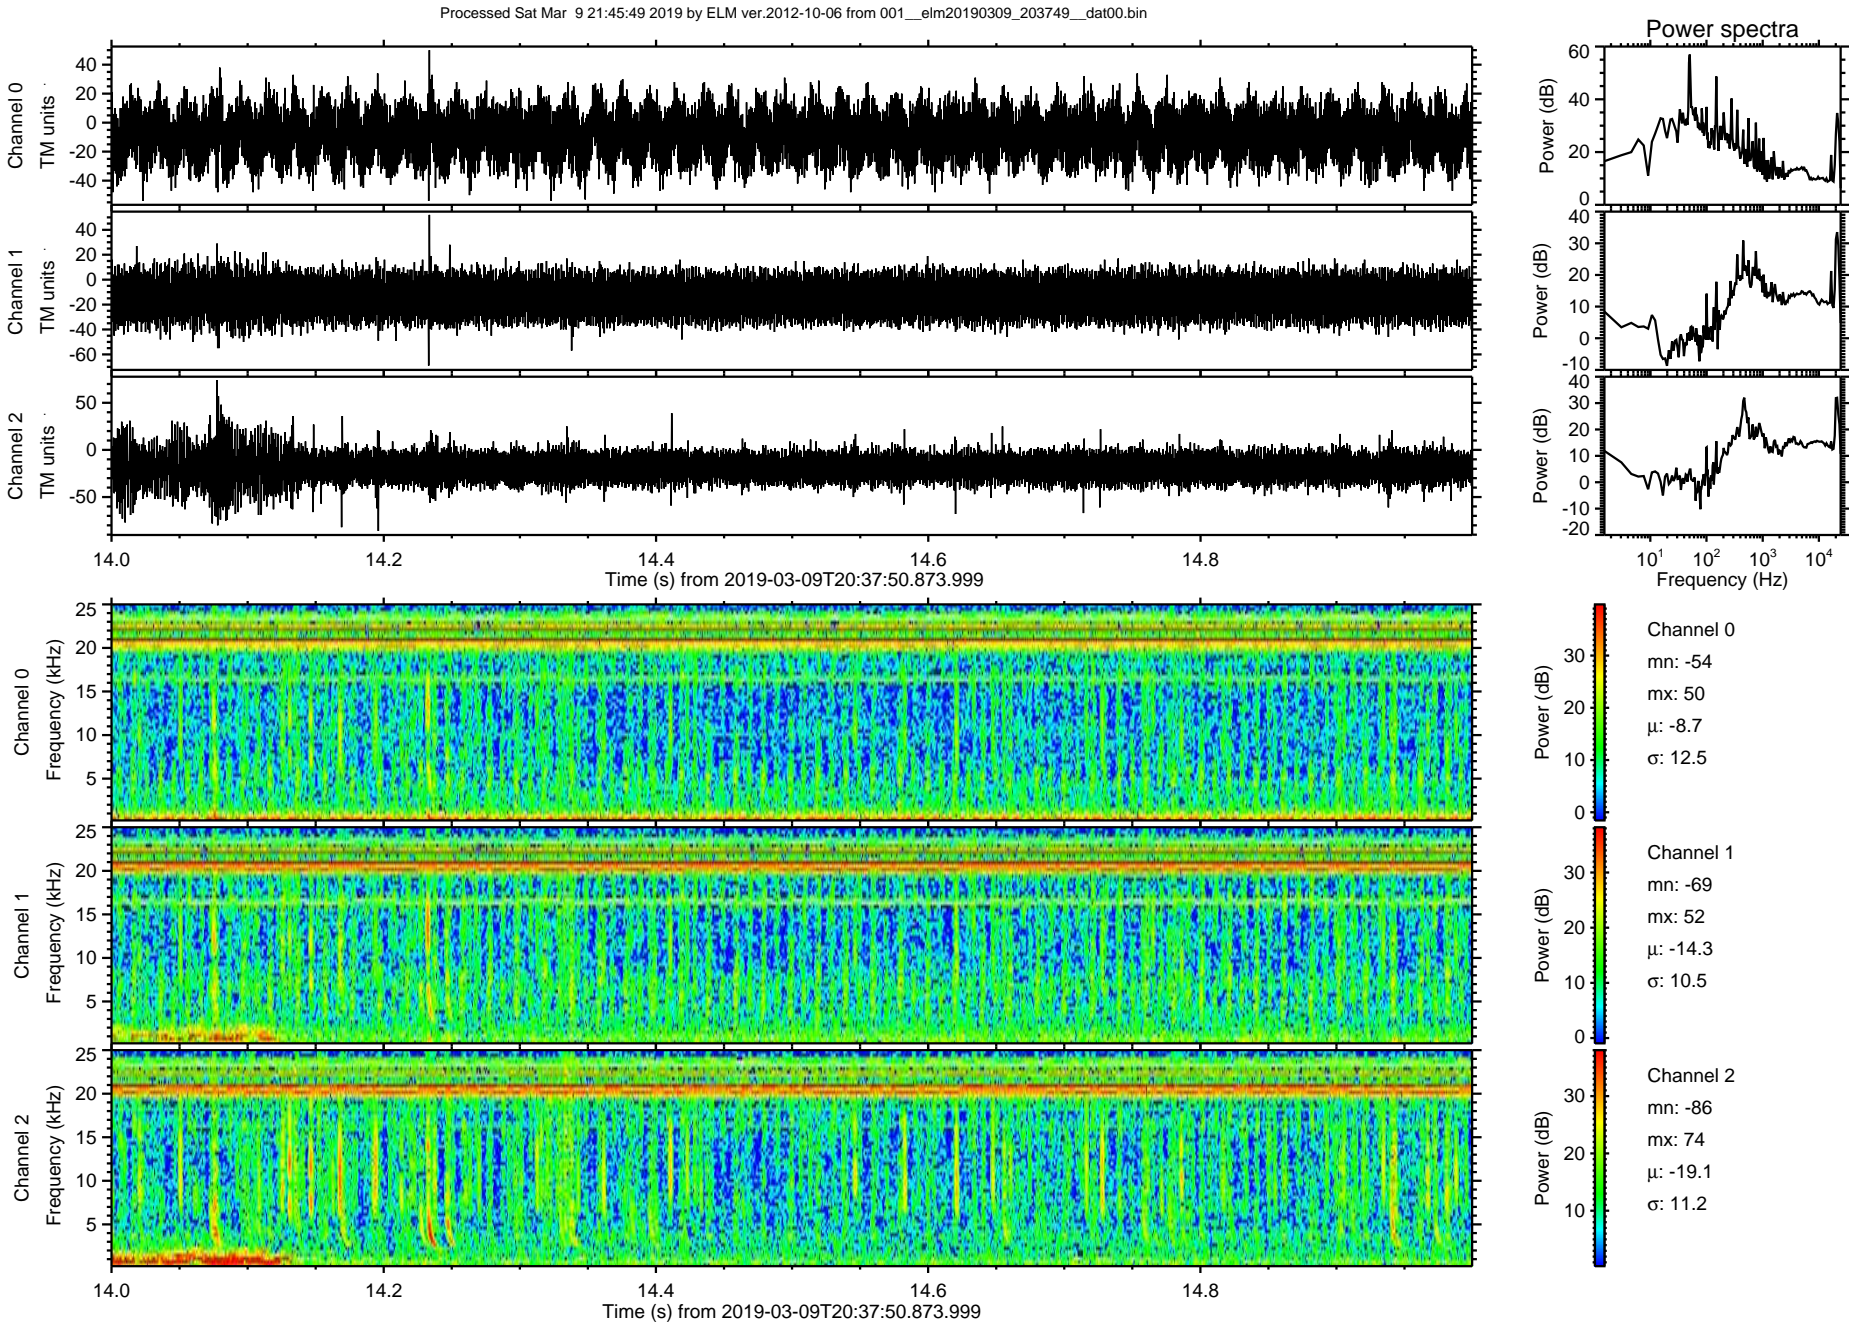 Processed Sat Mar  9 21:45:49 2019 by ELM ver.2012-10-06 from 001__elm20190309_203749__dat00.bin
Power spectra
Channel 0
TM units
40
20
0
-20
-40
Power (dB)
60
40
20
0
Channel 1
TM units
40
20
0
-20
-40
-60
Power (dB)
40
30
20
10
0
-10
Channel 2
TM units
50
0
-50
Power (dB)
40
30
20
10
0
-10
-20
14.0
14.2
14.4
14.6
14.8
Time (s) from 2019-03-09T20:37:50.873.999
10¹
10²
10³
10⁴
Frequency (Hz)
Channel 0
Frequency (kHz)
25
20
15
10
5
Power (dB)
30
20
10
0
Channel 0
mn: -54
mx: 50
μ: -8.7
σ: 12.5
Channel 1
Frequency (kHz)
25
20
15
10
5
Power (dB)
30
20
10
0
Channel 1
mn: -69
mx: 52
μ: -14.3
σ: 10.5
Channel 2
Frequency (kHz)
25
20
15
10
5
Power (dB)
30
20
10
Channel 2
mn: -86
mx: 74
μ: -19.1
σ: 11.2
14.0
14.2
14.4
14.6
14.8
Time (s) from 2019-03-09T20:37:50.873.999